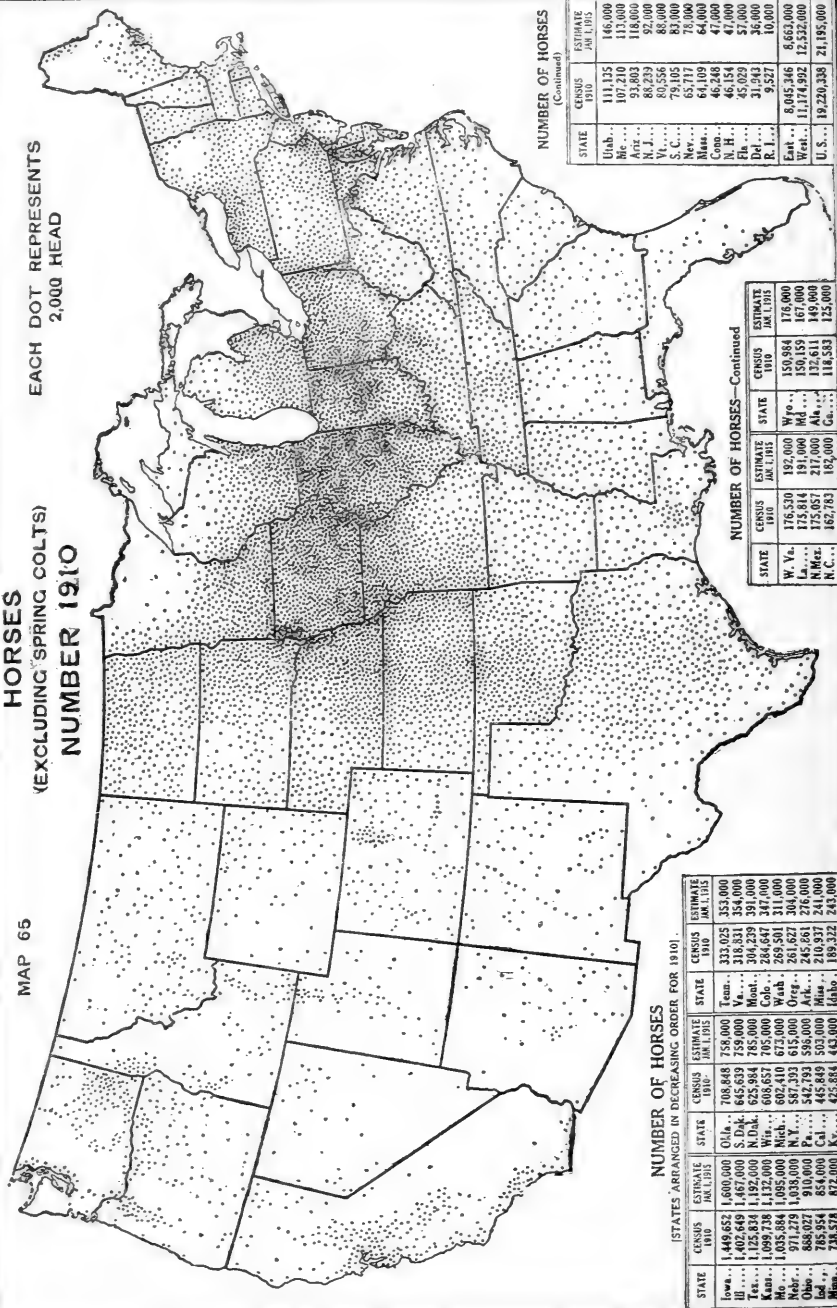 MAP 65
HORSES
(EXCLUDING SPRING COLTS)
NUMBER 1910
EACH DOT REPRESENTS
2,000 HEAD
NUMBER OF HORSES
[STATES ARRANGED IN DECREASING ORDER FOR 1910].
STATE CENSUS 1910 ESTIMATE JAN. 1, 1915 STATE CENSUS 1910 ESTIMATE JAN. 1, 1915 STATE CENSUS 1910 ESTIMATE JAN. 1, 1915
Iowa.. 1,449,652 1,600,000 Okla.. 708,848 758,000 Tenn.. 333,025 353,000
Ill.... 1,402,649 1,467,000 S. Dak. 645,639 759,000 Va.... 318,831 354,000
Tex... 1,125,834 1,192,000 N. Dak. 625,984 785,000 Mont.. 304,239 391,000
Kans.. 1,099,738 1,132,000 Wis... 608,657 705,000 Colo.. 284,647 347,000
Mo... 1,035,884 1,095,000 Mich.. 602,410 673,000 Wash. 269,501 311,000
Nebr.. 971,279 1,038,000 N.Y... 587,393 615,000 Oreg.. 261,627 304,000
Ohio.. 888,027 910,000 Pa.... 542,793 596,000 Ark... 245,861 276,000
Ind... 785,954 854,000 Cal... 445,849 503,000 Miss.. 210,937 241,000
Minn.. 738,578 872,000 425,884 443,000 Idaho 189,322 243,000
NUMBER OF HORSES—Continued
STATE CENSUS 1910 ESTIMATE JAN. 1, 1915 STATE CENSUS 1910 ESTIMATE JAN. 1, 1915
W. Va. 176,530 192,000 Wyo... 150,984 176,000
La.... 175,814 191,000 Md... 150,159 167,000
N. Mex. 175,057 217,000 Ala... 132,611 149,000
N.C... 162,783 182,000 Ga.... 118,583 125,000
NUMBER OF HORSES
(Continued)
STATE CENSUS 1910 ESTIMATE JAN 1, 1915
Utah. 111,135 146,000
Me... 107,210 113,000
Ariz.. 93,803 118,000
N. J... 88,239 92,000
Vt... 80,556 88,000
S. C... 79,105 83,000
Nev... 65,717 78,000
Mass. 64,109 64,000
Conn. 46,248 47,000
N. H. 46,154 47,000
Fla... 45,029 57,000
Del... 31,943 36,000
R. I... 9,527 10,000
East.. 8,045,346 8,663,000
West.. 11,174,992 12,532,000
U.S.. 19,220,338 21,195,000